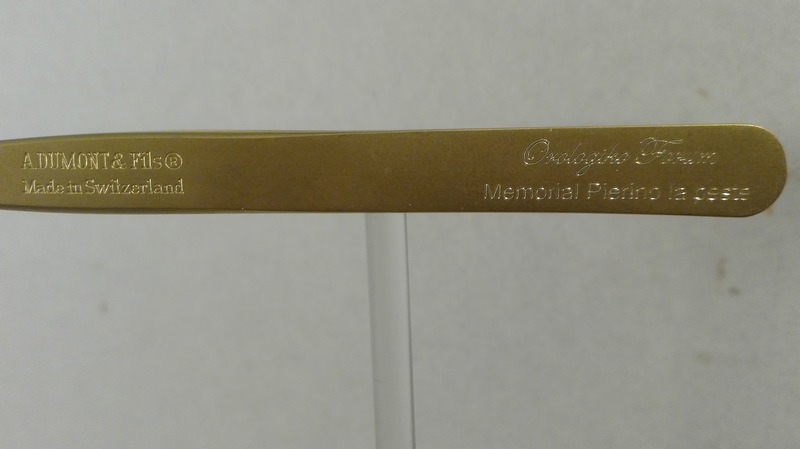 A.DUMONT & Fils®
Made in Switzerland
Orologiko Forum
Memorial Pierino la peste